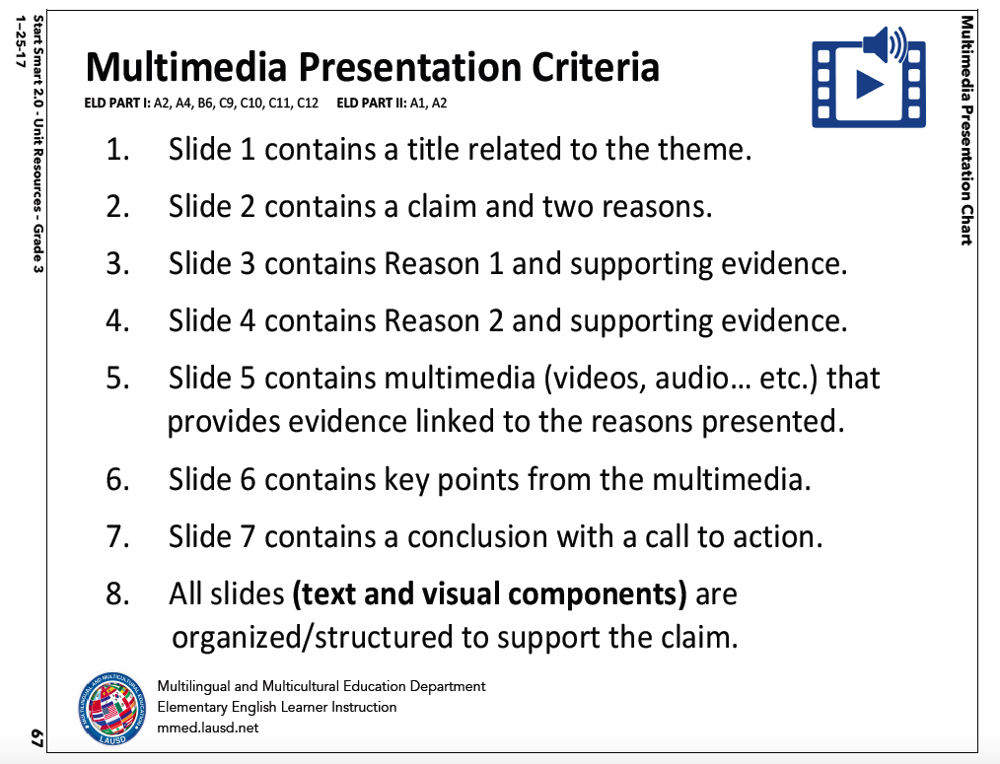 Start Smart 2.0 - Unit Resources - Grade 3
1-25-17
Multimedia Presentation Chart
Multimedia Presentation Criteria
ELD PART I: A2, A4, B6, C9, C10, C11, C12 ELD PART II: A1, A2
1. Slide 1 contains a title related to the theme.
2. Slide 2 contains a claim and two reasons.
3. Slide 3 contains Reason 1 and supporting evidence.
4. Slide 4 contains Reason 2 and supporting evidence.
5. Slide 5 contains multimedia (videos, audio… etc.) that
provides evidence linked to the reasons presented.
6. Slide 6 contains key points from the multimedia.
7. Slide 7 contains a conclusion with a call to action.
8. All slides (text and visual components) are
organized/structured to support the claim.
MULTILINGUAL AND MULTICULTURAL EDUCATION
LAUSD
Multilingual and Multicultural Education Department
Elementary English Learner Instruction
mmed.lausd.net
67